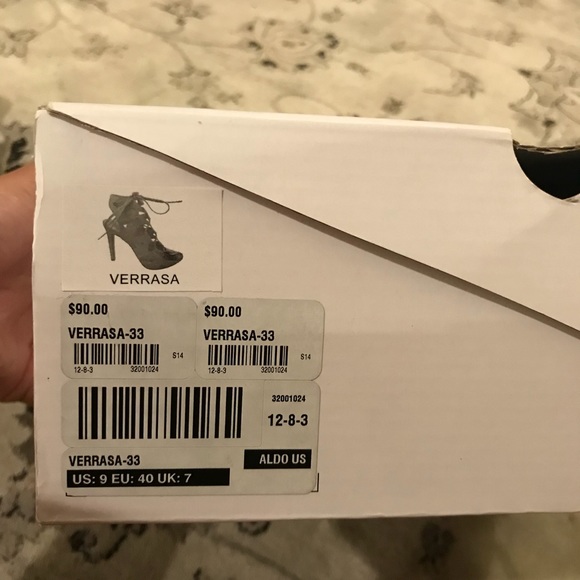 VERRASA
$90.00
VERRASA-33
S14
12-8-3 32001024
$90.00
VERRASA-33
S14
12-8-3 32001024
32001024
12-8-3
VERRASA-33
ALDO US
US: 9 EU: 40 UK: 7